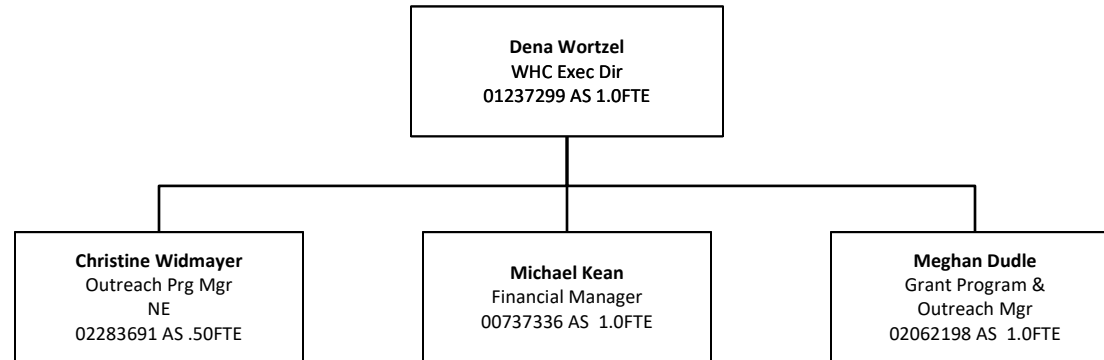 Dena Wortzel
WHC Exec Dir
01237299 AS 1.0FTE
Christine Widmayer
Outreach Prg Mgr
NE
02283691 AS .50FTE
Michael Kean
Financial Manager
00737336 AS 1.0FTE
Meghan Dudle
Grant Program &
Outreach Mgr
02062198 AS 1.0FTE